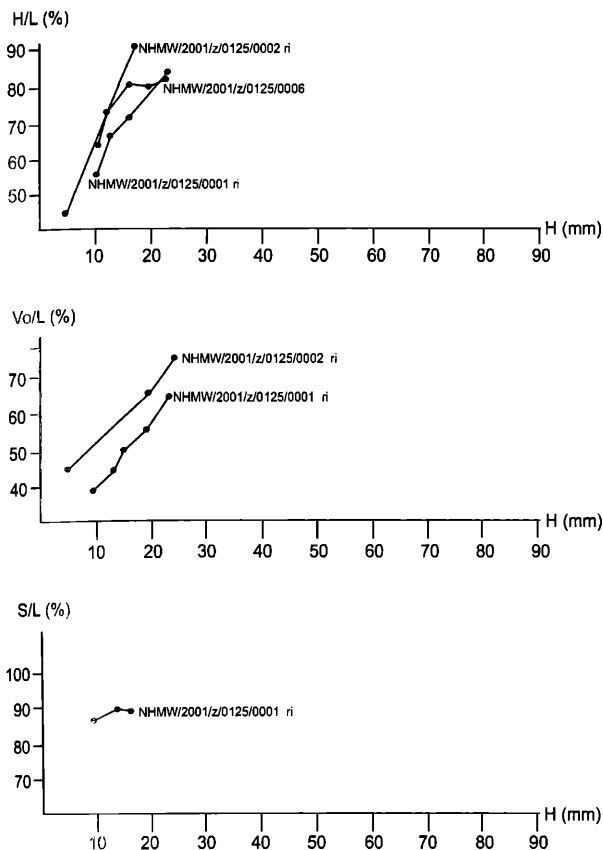 H/L (%)
90
80
70
60
50
NHMW/2001/z/0125/0002 ri
NHMW/2001/z/0125/0006
NHMW/2001/z/0125/0001 ri
H (mm)
10 20 30 40 50 60 70 80 90
Vo/L (%)
70
60
50
40
NHMW/2001/z/0125/0002 ri
NHMW/2001/z/0125/0001 ri
H (mm)
10 20 30 40 50 60 70 80 90
S/L (%)
100
90
80
70
NHMW/2001/z/0125/0001 ri
H (mm)
10 20 30 40 50 60 70 80 90